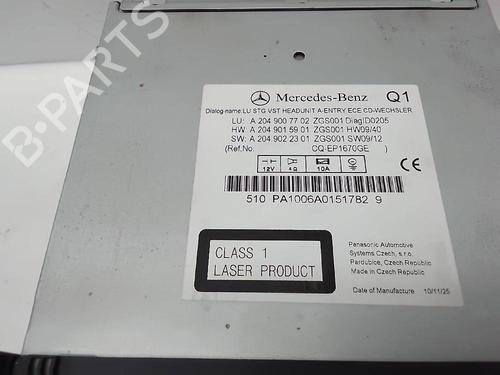 Mercedes-Benz Q1
Dialog-name:LU STG VST HEADUNIT A-ENTRY ECE CD-WECHSLER
LU: A 204 900 77 02 ZGS001 DiagID0205
HW: A 204 901 59 01 ZGS001 HW09/40
SW: A 204 902 23 01 ZGS001 SW09/12
(Ref.No. CQ-EP1670GE )
12V 4Ω 10A
CE
510 PA1006A0151782 9
CLASS 1
LASER PRODUCT
Panasonic Automotive
Systems Czech, s.r.o.
Pardubice, Czech Republic
Made in Czech Republic
Date of Manufacture 10/11/25
B-PARTS